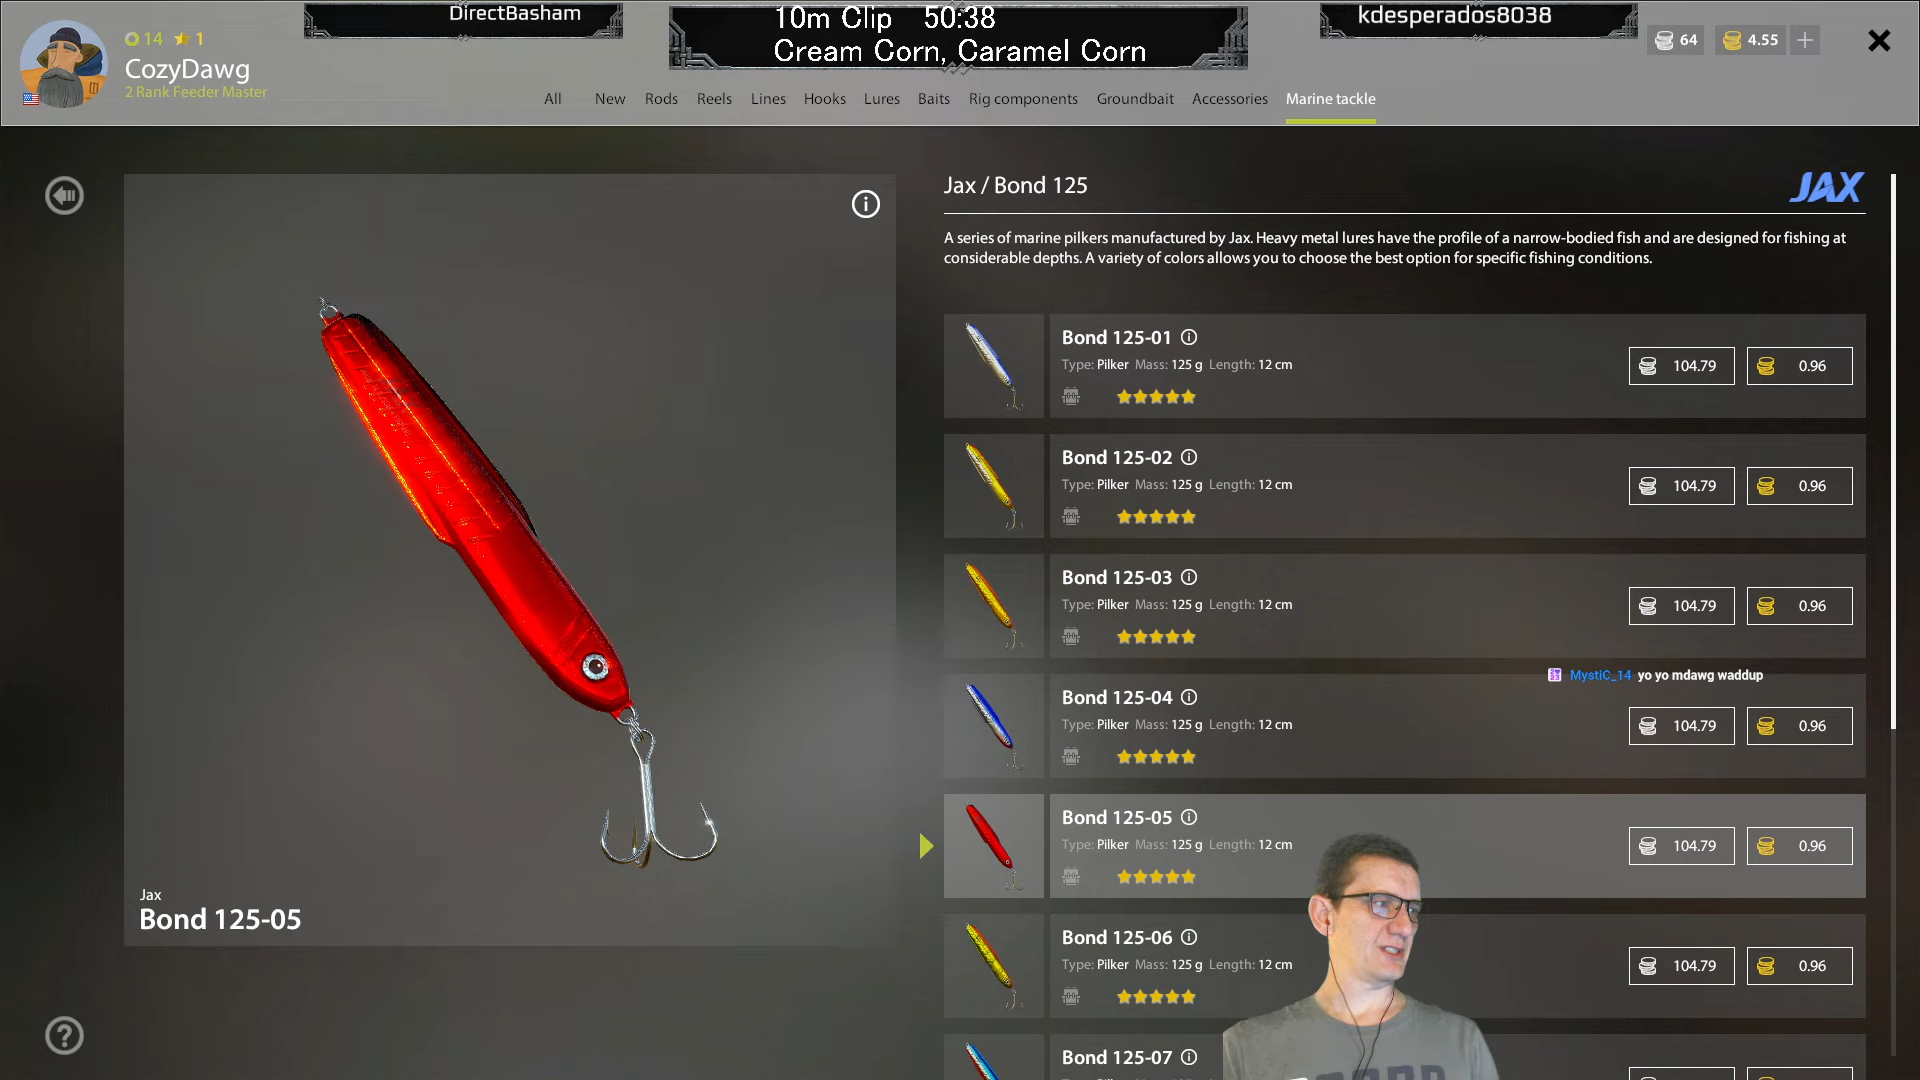 DirectBasham
10m Clip 50:38
Cream Corn, Caramel Corn
kdesperados8038
14 1
CozyDawg
2 Rank Feeder Master
64
4.55
All New Rods Reels Lines Hooks Lures Baits Rig components Groundbait Accessories Marine tackle
Jax / Bond 125
JAX
A series of marine pilkers manufactured by Jax. Heavy metal lures have the profile of a narrow-bodied fish and are designed for fishing at
considerable depths. A variety of colors allows you to choose the best option for specific fishing conditions.
Bond 125-01
Type: Pilker Mass: 125 g Length: 12 cm
104.79 0.96
Bond 125-02
Type: Pilker Mass: 125 g Length: 12 cm
104.79 0.96
Bond 125-03
Type: Pilker Mass: 125 g Length: 12 cm
104.79 0.96
MystiC_14 yo yo mdawg waddup
Bond 125-04
Type: Pilker Mass: 125 g Length: 12 cm
104.79 0.96
Bond 125-05
Type: Pilker Mass: 125 g Length: 12 cm
104.79 0.96
Bond 125-06
Type: Pilker Mass: 125 g Length: 12 cm
104.79 0.96
Bond 125-07
Jax
Bond 125-05